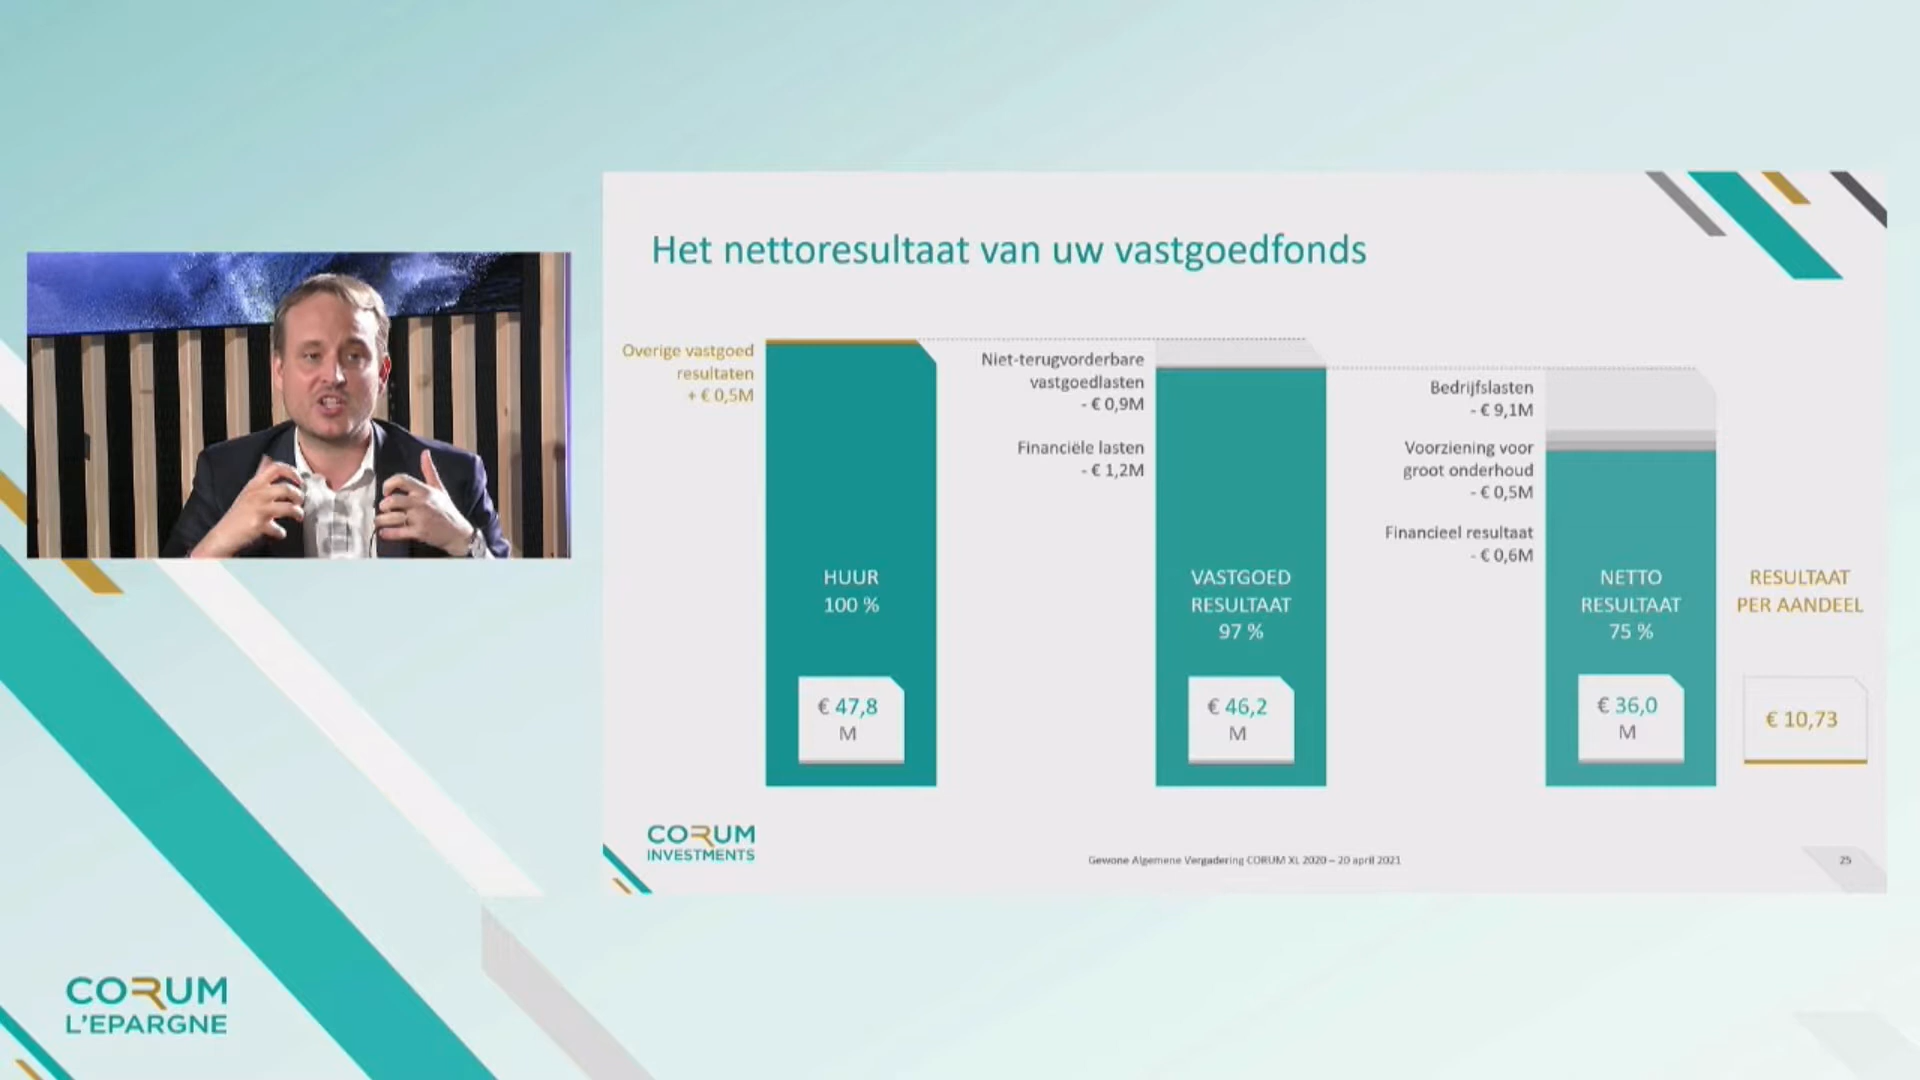 Het nettoresultaat van uw vastgoedfonds
Overige vastgoed
resultaten
+ € 0,5M
HUUR
100 %
€ 47,8
M
Niet-terugvorderbare
vastgoedlasten
- € 0,9M
Financiële lasten
- € 1,2M
VASTGOED
RESULTAAT
97 %
€ 46,2
M
Bedrijfslasten
- € 9,1M
Voorziening voor
groot onderhoud
- € 0,5M
Financieel resultaat
- € 0,6M
NETTO
RESULTAAT
75 %
€ 36,0
M
RESULTAAT
PER AANDEEL
€ 10,73
CORUM
INVESTMENTS
Gewone Algemene Vergadering CORUM XL 2020 – 20 april 2021
25
CORUM
L'EPARGNE